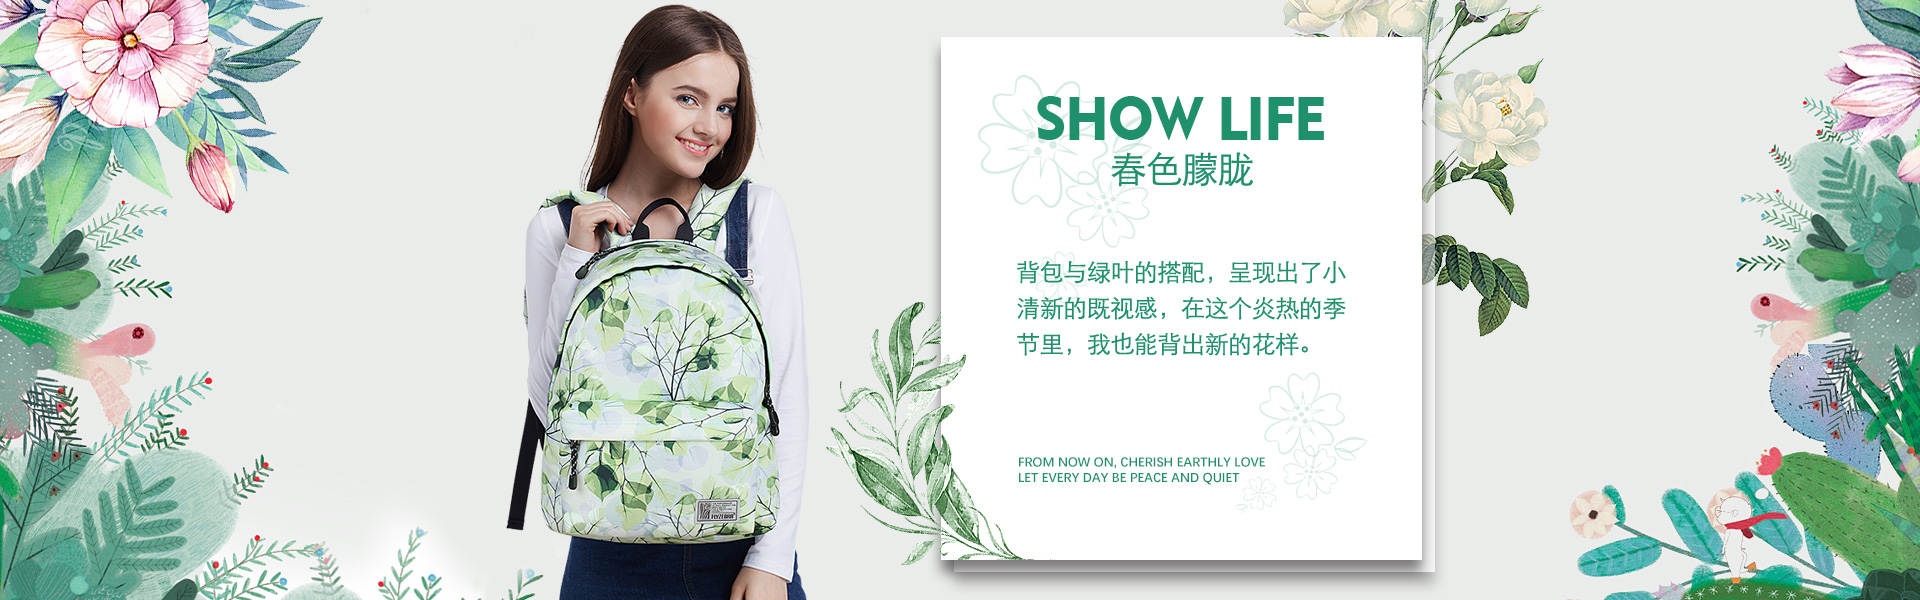 SHOW LIFE
春色朦胧
背包与绿叶的搭配，呈现出了小
清新的既视感，在这个炎热的季
节里，我也能背出新的花样。
FROM NOW ON, CHERISH EARTHLY LOVE
LET EVERY DAY BE PEACE AND QUIET